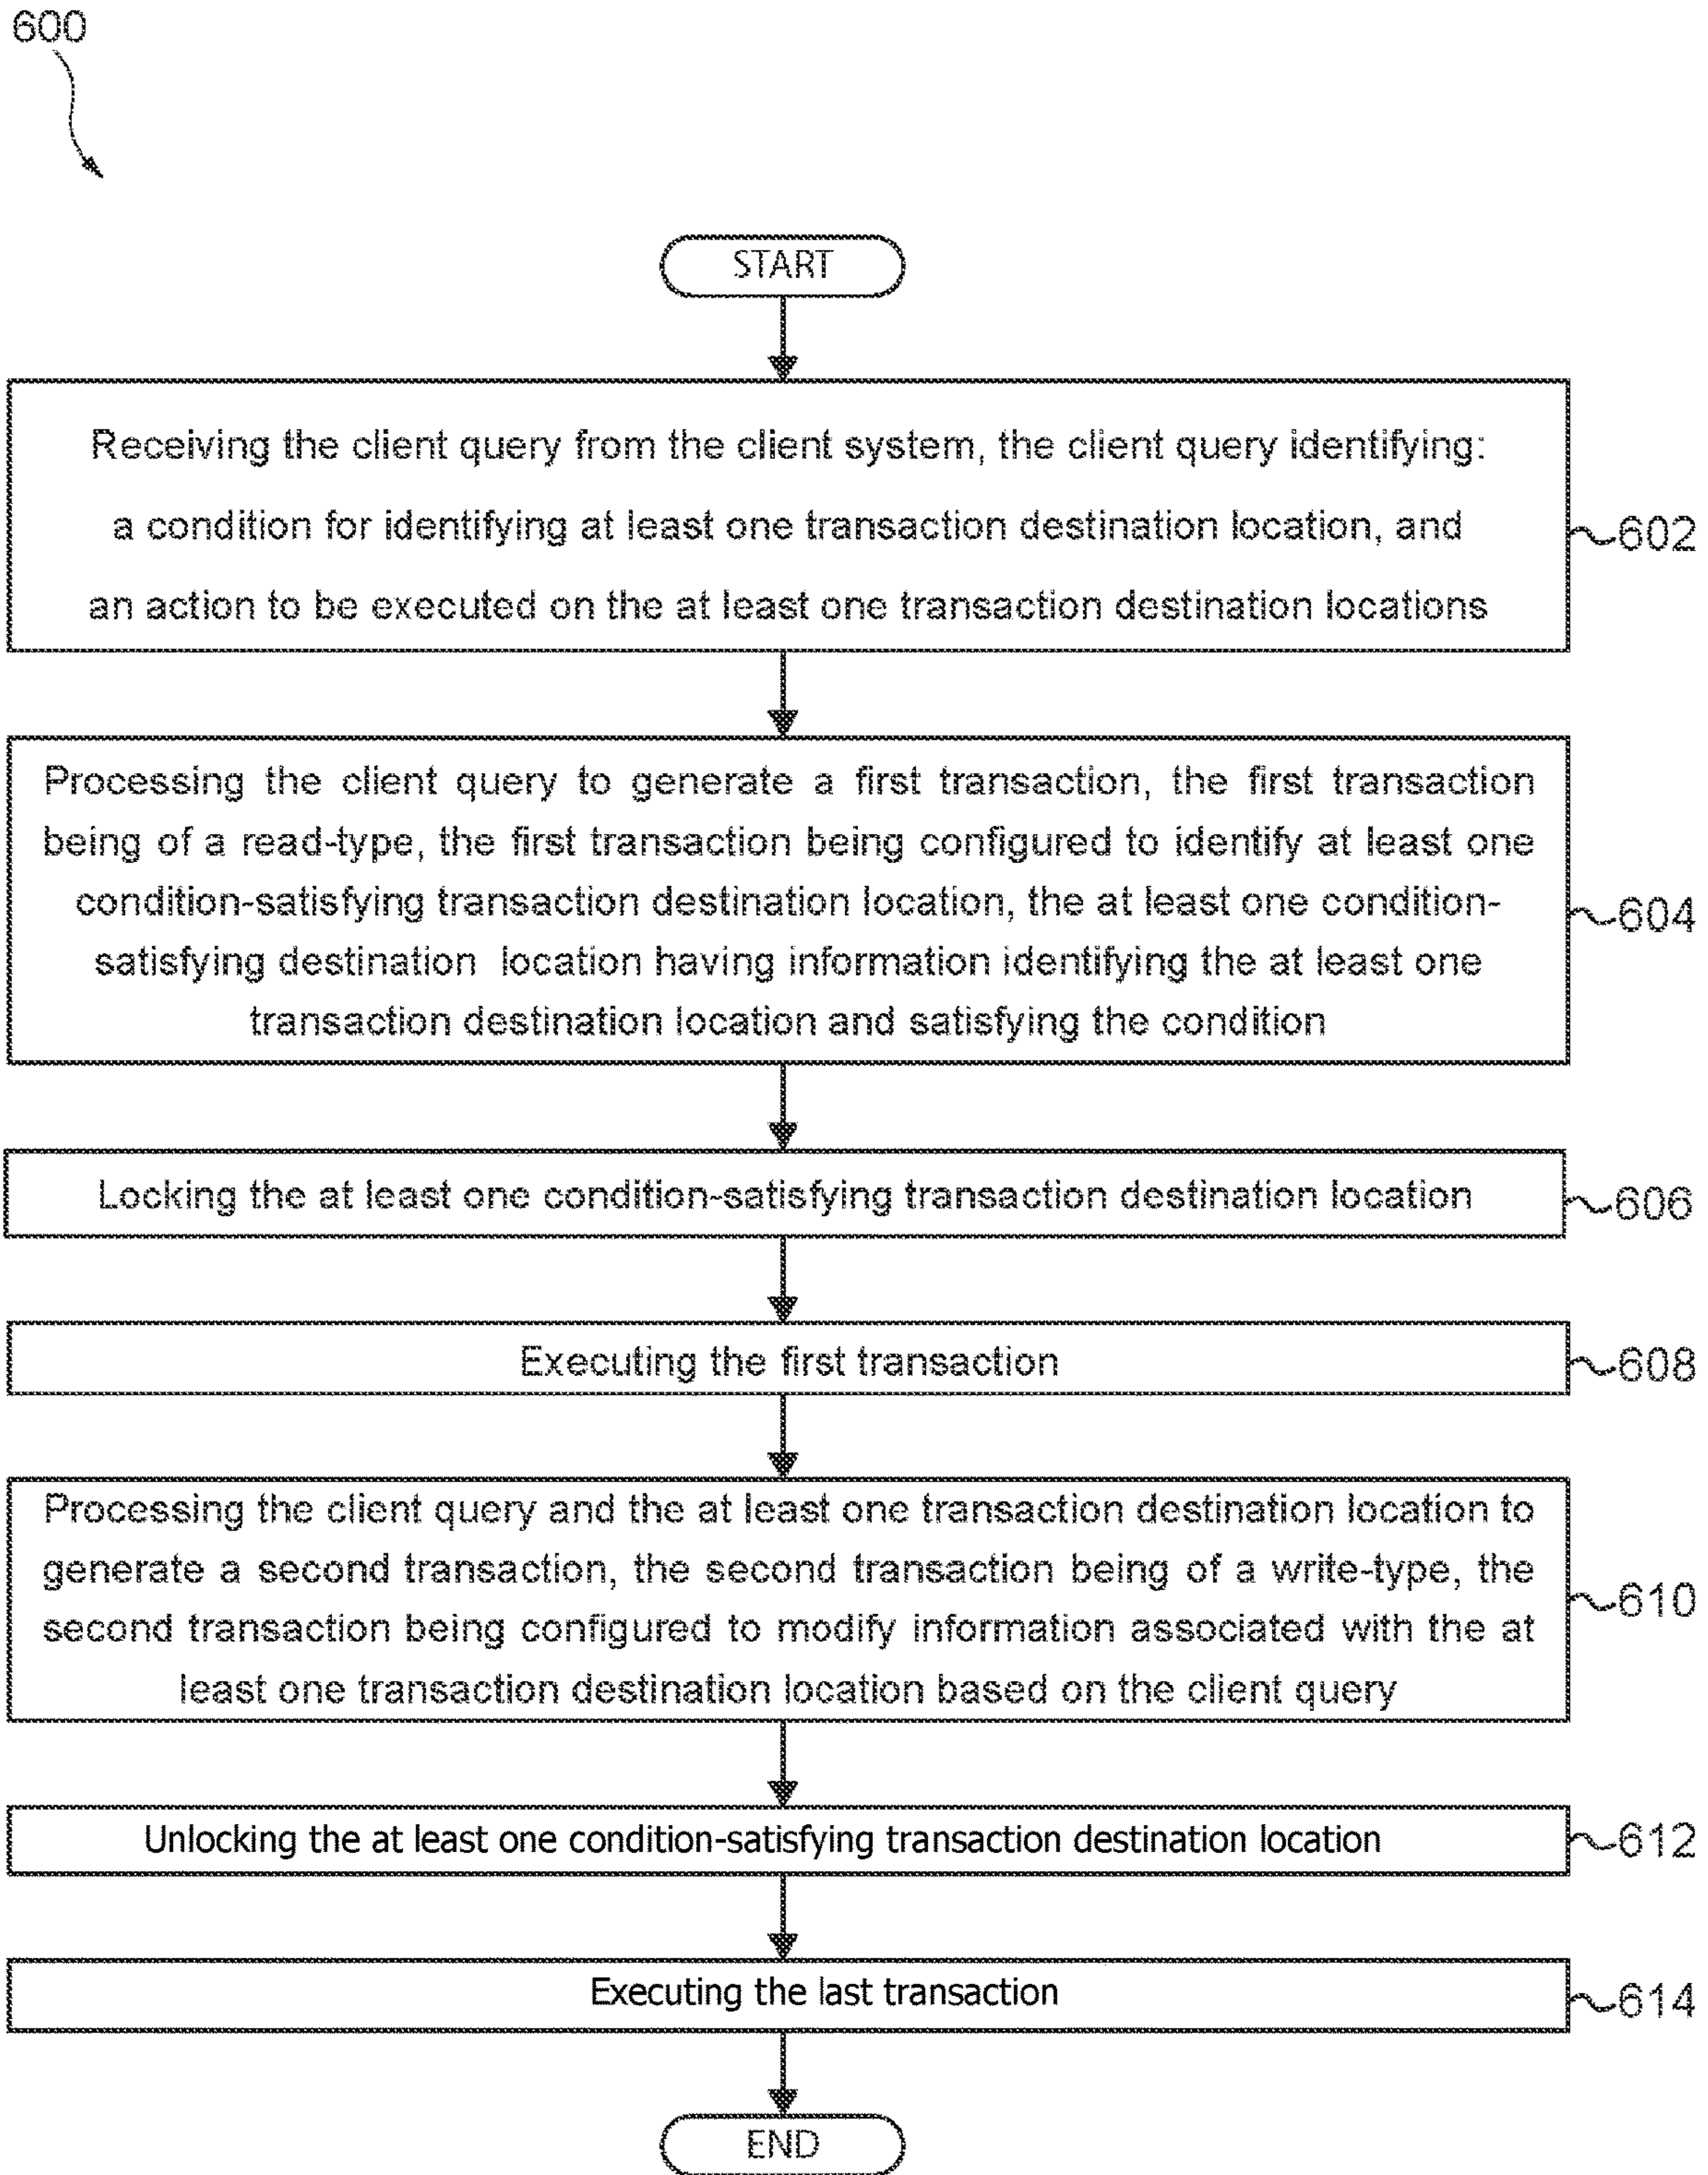 600
START
Receiving the client query from the client system, the client query identifying:
a condition for identifying at least one transaction destination location, and
an action to be executed on the at least one transaction destination locations
602
Processing the client query to generate a first transaction, the first transaction
being of a read-type, the first transaction being configured to identify at least one
condition-satisfying transaction destination location, the at least one condition-
satisfying destination location having information identifying the at least one
transaction destination location and satisfying the condition
604
Locking the at least one condition-satisfying transaction destination location
606
Executing the first transaction
608
Processing the client query and the at least one transaction destination location to
generate a second transaction, the second transaction being of a write-type, the
second transaction being configured to modify information associated with the at
least one transaction destination location based on the client query
610
Unlocking the at least one condition-satisfying transaction destination location
612
Executing the last transaction
614
END